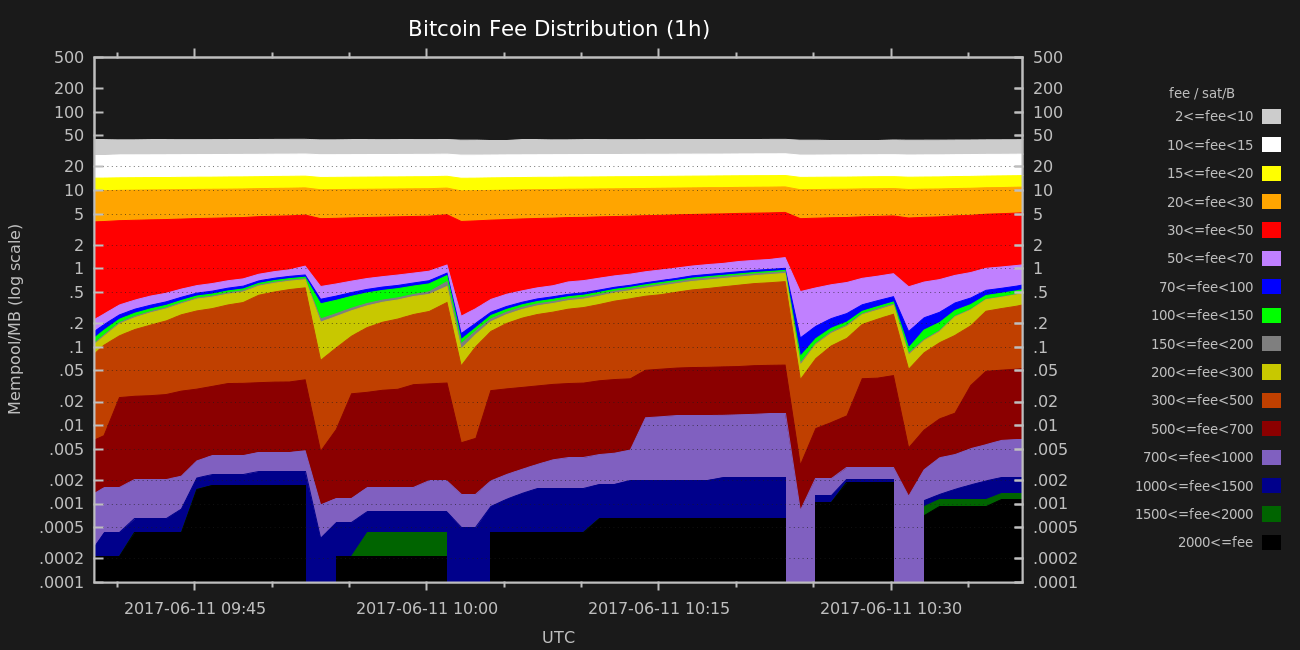 Bitcoin Fee Distribution (1h)
500 500
200 200
100 100
50 50
20 20
10 10
5 5
2 2
1 1
.5 .5
.2 .2
.1 .1
.05 .05
.02 .02
.01 .01
.005 .005
.002 .002
.001 .001
.0005 .0005
.0002 .0002
.0001 .0001
Mempool/MB (log scale)
2017-06-11 09:45 2017-06-11 10:00 2017-06-11 10:15 2017-06-11 10:30
UTC
fee / sat/B
2<=fee<10
10<=fee<15
15<=fee<20
20<=fee<30
30<=fee<50
50<=fee<70
70<=fee<100
100<=fee<150
150<=fee<200
200<=fee<300
300<=fee<500
500<=fee<700
700<=fee<1000
1000<=fee<1500
1500<=fee<2000
2000<=fee